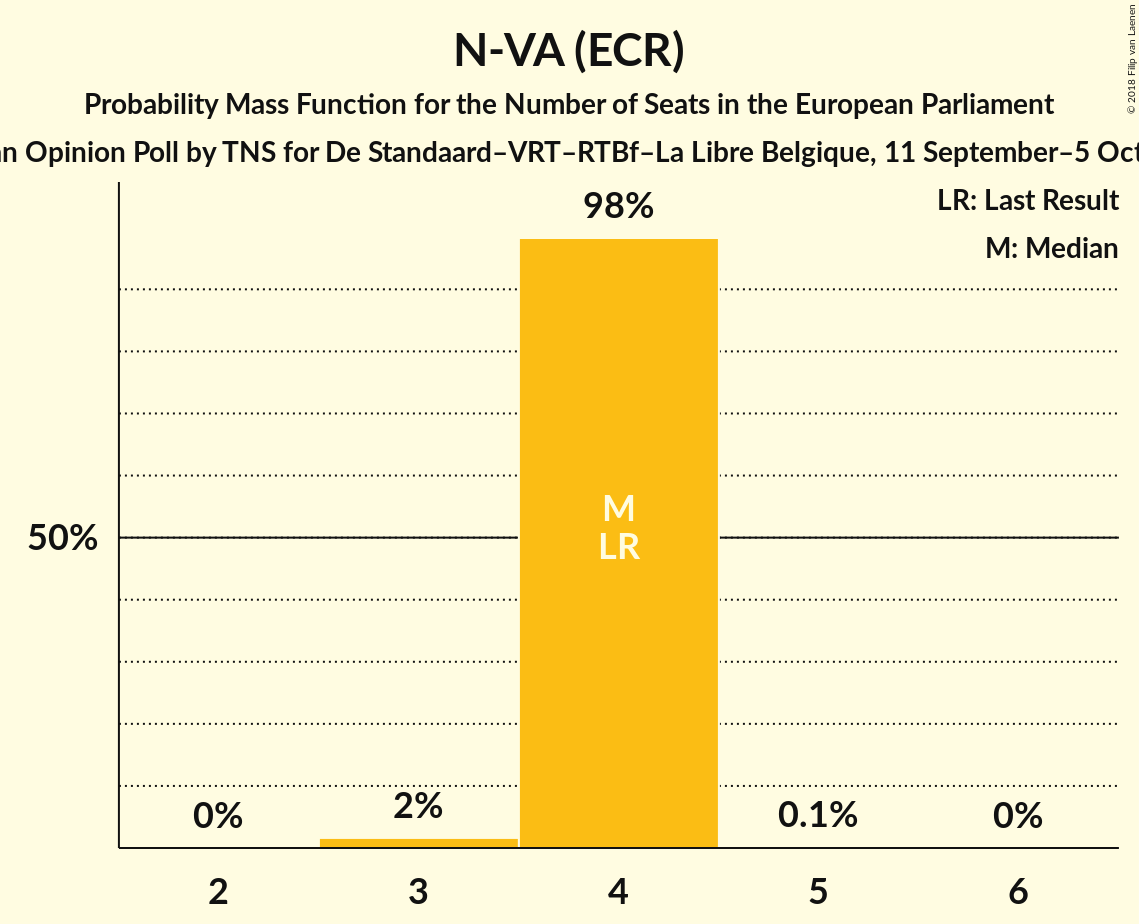 N-VA (ECR)
Probability Mass Function for the Number of Seats in the European Parliament
Opinion Poll by TNS for De Standaard–VRT–RTBf–La Libre Belgique, 11 September–5
LR: Last Result
M: Median
98%
M
LR
50%
0%
2%
0.1%
0%
2
3
4
5
6
© 2018 Filip van Laenen